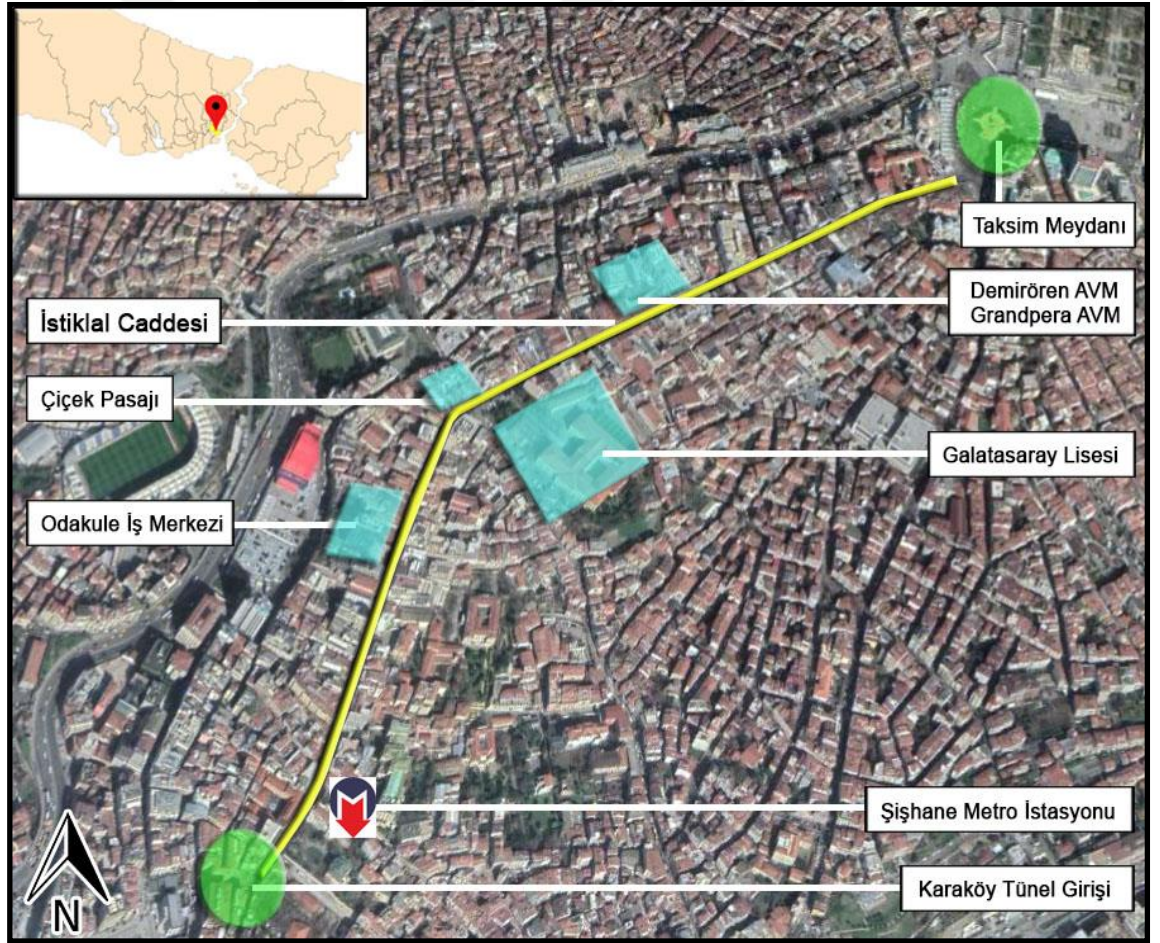 Taksim Meydanı
Demirören AVM
Grandpera AVM
İstiklal Caddesi
Çiçek Pasajı
Galatasaray Lisesi
Odakule İş Merkezi
M
Şişhane Metro İstasyonu
Karaköy Tünel Girişi
N